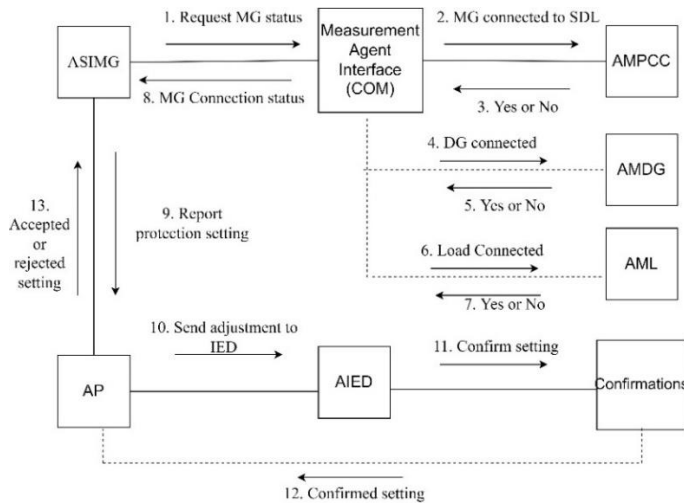 1. Request MG status
2. MG connected to SDL
ΛSIMG
Measurement
Agent
Interface
(COM)
AMPCC
8. MG Connection status
3. Yes or No
4. DG connected
AMDG
5. Yes or No
13.
Accepted
or
rejected
setting
9. Report
protection setting
6. Load Connected
AML
7. Yes or No
10. Send adjustment to
IED
11. Confirm setting
AP
AIED
Confirmations
12. Confirmed setting